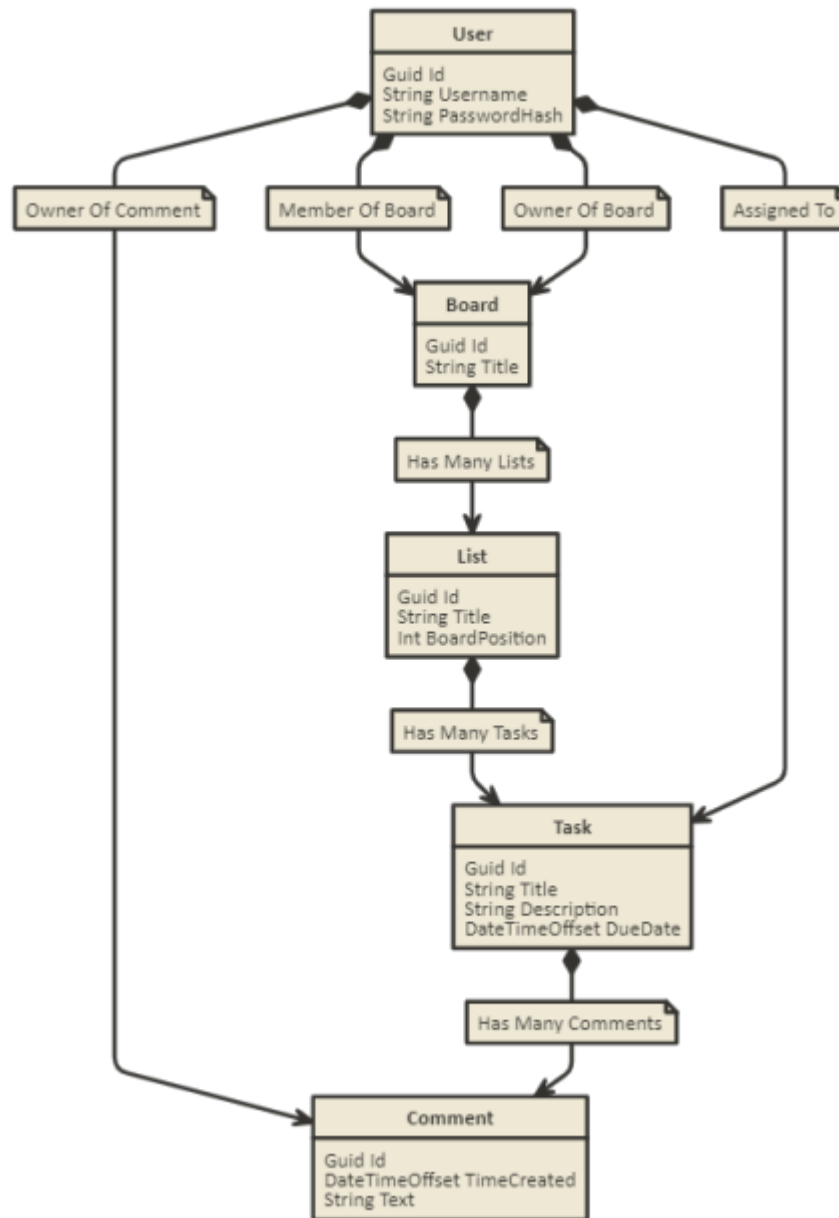 User
Guid Id
String Username
String PasswordHash
Owner Of Comment
Member Of Board
Owner Of Board
Assigned To
Board
Guid Id
String Title
Has Many Lists
List
Guid Id
String Title
Int BoardPosition
Has Many Tasks
Task
Guid Id
String Title
String Description
DateTimeOffset DueDate
Has Many Comments
Comment
Guid Id
DateTimeOffset TimeCreated
String Text